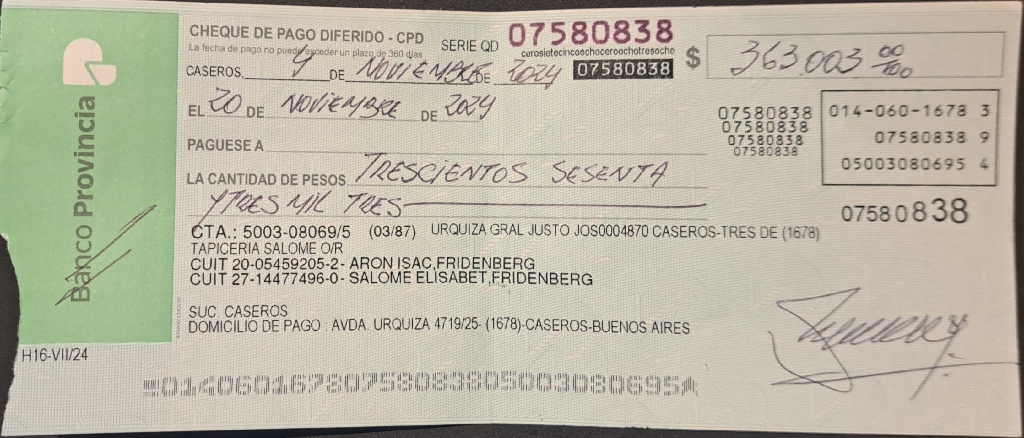 Banco Provincia
CHEQUE DE PAGO DIFERIDO - CPD
La fecha de pago no puede exceder un plazo de 360 días
SERIE QD 07580838
cerosietecincoochoceroochotresocho
CASEROS, 4 DE NOVIEMBRE DE 2024 07580838
$ 363.003 00/100
EL 20 DE NOVIEMBRE DE 2024
PAGUESE A
07580838
07580838
07580838
07580838
014-060-1678 3
07580838 9
05003080695 4
LA CANTIDAD DE PESOS TRESCIENTOS SESENTA
Y TRES MIL TRES
07580838
CTA.: 5003-08069/5 (03/87) URQUIZA GRAL JUSTO JOS0004870 CASEROS-TRES DE (1678)
TAPICERIA SALOME O/R
CUIT 20-05459205-2- ARON ISAC,FRIDENBERG
CUIT 27-14477496-0- SALOME ELISABET,FRIDENBERG
SUC. CASEROS
DOMICILIO DE PAGO : AVDA. URQUIZA 4719/25- (1678)-CASEROS-BUENOS AIRES
H16-VII/24
01406016780758083805003080695